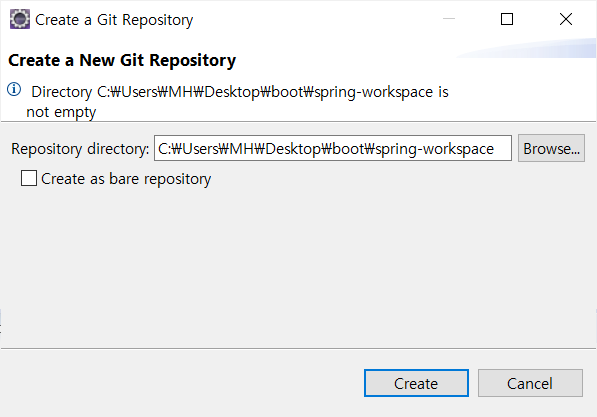 Create a Git Repository
Create a New Git Repository
Directory C:₩Users₩MH₩Desktop₩boot₩spring-workspace is
not empty
Repository directory: C:₩Users₩MH₩Desktop₩boot₩spring-workspace Browse...
Create as bare repository
Create Cancel